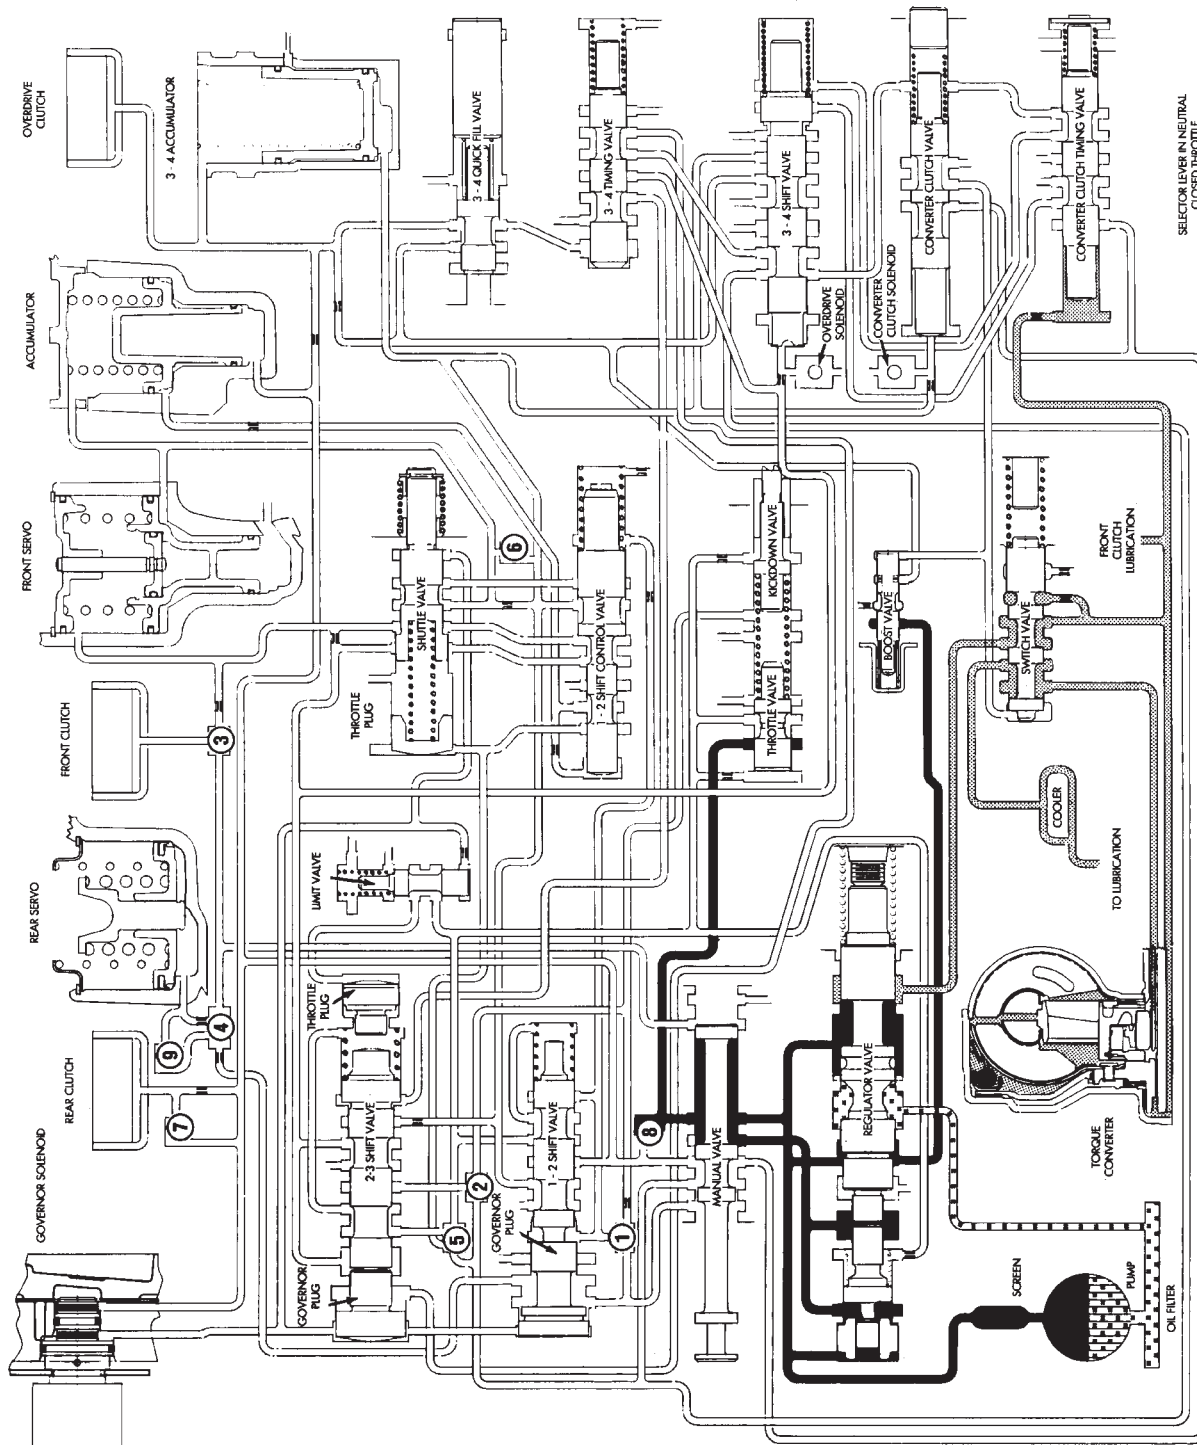 OVERDRIVE
CLUTCH
3 - 4 ACCUMULATOR
3 - 4 QUICK FILL VALVE
3 - 4 TIMING VALVE
3 - 4 SHIFT VALVE
CONVERTER CLUTCH VALVE
CONVERTER CLUTCH TIMING VALVE
SELECTOR LEVER IN NEUTRAL
CLOSED THROTTLE
ACCUMULATOR
OVERDRIVE
SOLENOID
CONVERTER
CLUTCH SOLENOID
FRONT SERVO
SHUTTLE VALVE
THROTTLE
PLUG
6
1 - 2 SHIFT CONTROL VALVE
KICKDOWN VALVE
THROTTLE VALVE
BOOST VALVE
SWITCH VALVE
FRONT
CLUTCH
LUBRICATION
FRONT CLUTCH
3
COOLER
TO LUBRICATION
REAR SERVO
LIMIT VALVE
4
9
THROTTLE
PLUG
REAR CLUTCH
7
2-3 SHIFT VALVE
1-2 SHIFT VALVE
8
MANUAL VALVE
REGULATOR VALVE
TORQUE
CONVERTER
GOVERNOR SOLENOID
2
5
1
GOVERNOR
PLUG
GOVERNOR
PLUG
SCREEN
PUMP
OIL FILTER